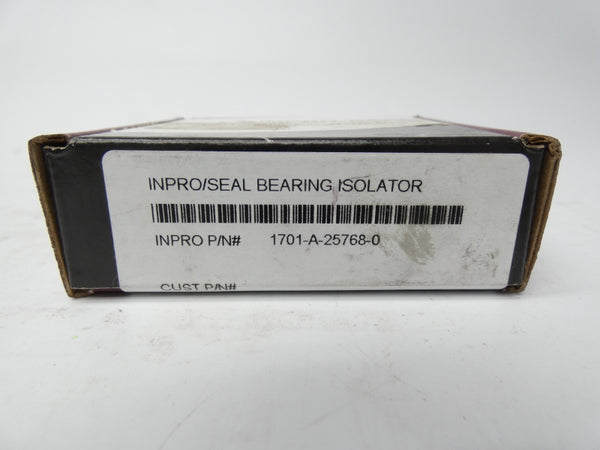 INPRO/SEAL BEARING ISOLATOR
INPRO P/N# 1701-A-25768-0
CUST P/N#